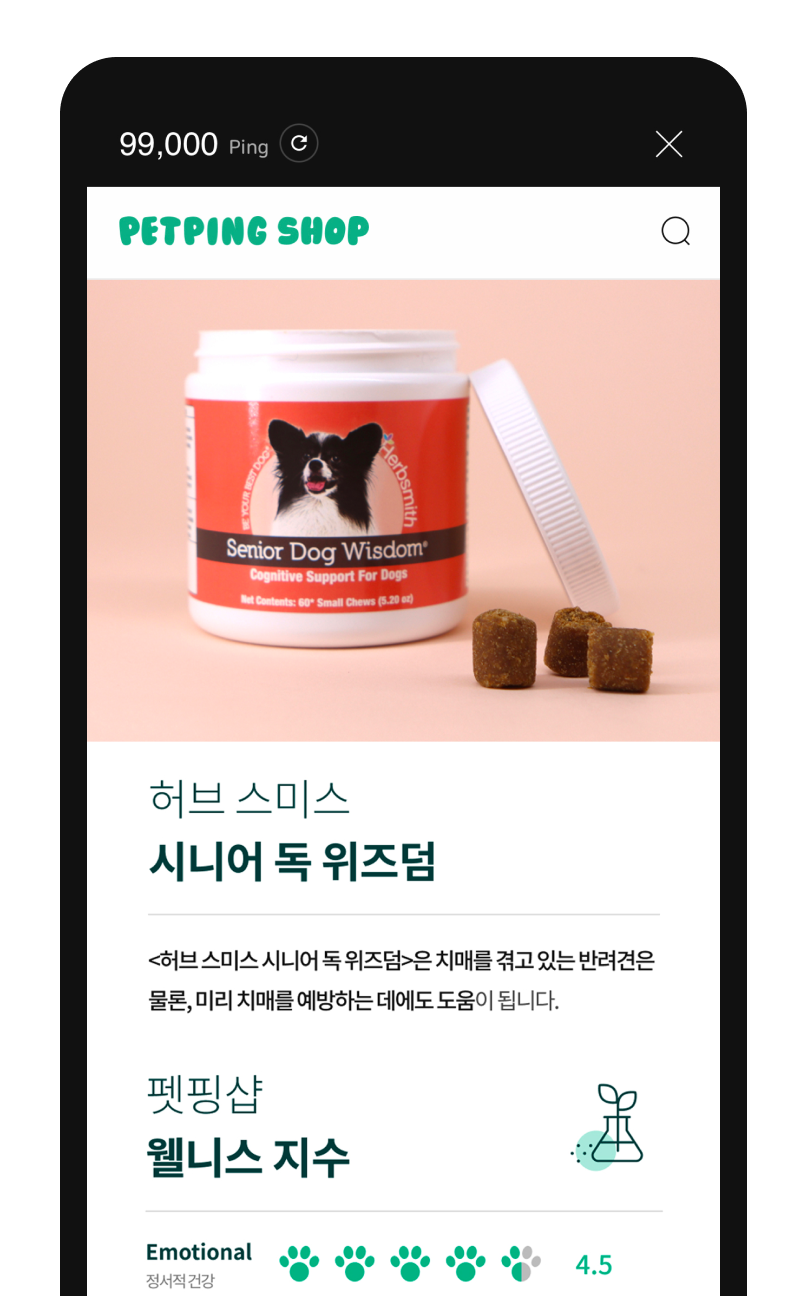 99,000 Ping
PETPING SHOP
BE YOUR BEST DOG
Herbsmith
Senior Dog Wisdom®
Cognitive Support For Dogs
Net Contents: 60* Small Chews (5.20 oz)
허브 스미스
시니어 독 위즈덤
<허브 스미스 시니어 독 위즈덤>은 치매를 겪고 있는 반려견은
물론, 미리 치매를 예방하는 데에도 도움이 됩니다.
펫핑샵
웰니스 지수
Emotional
4.5
정서적 건강